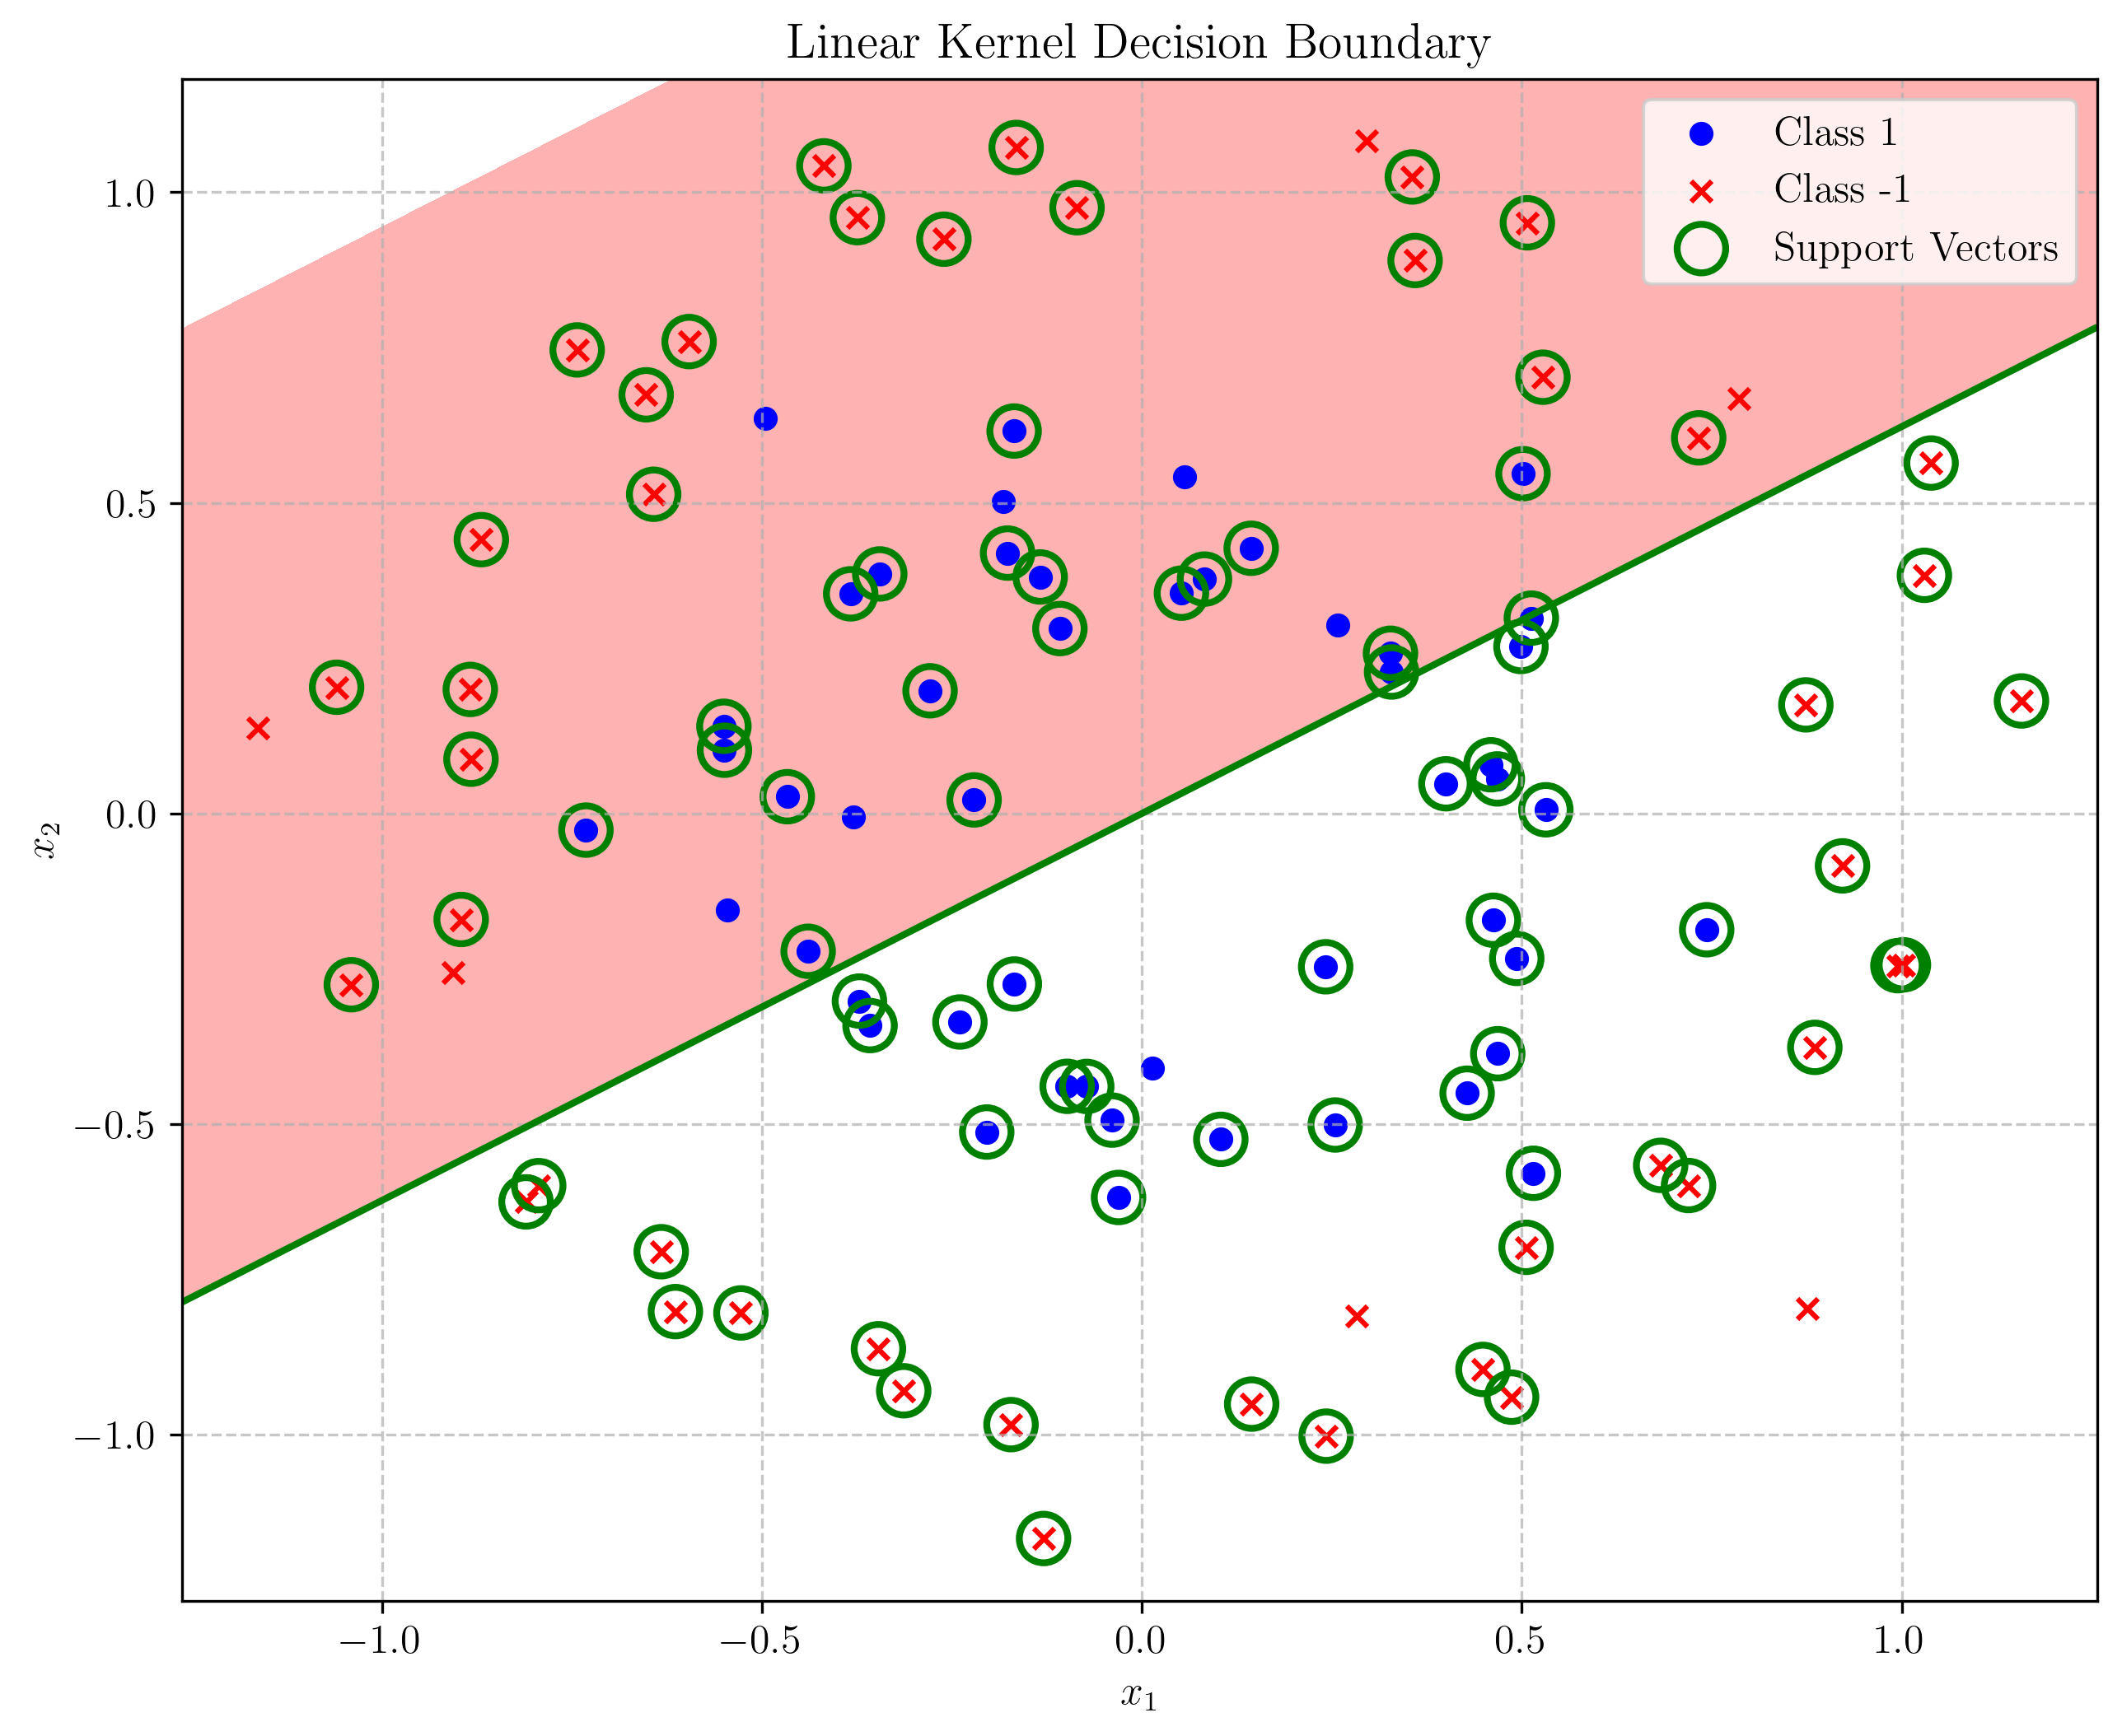 Linear Kernel Decision Boundary
Class 1
Class -1
Support Vectors
1.0
0.5
0.0
−0.5
−1.0
x₂
−1.0 −0.5 0.0 0.5 1.0
x₁